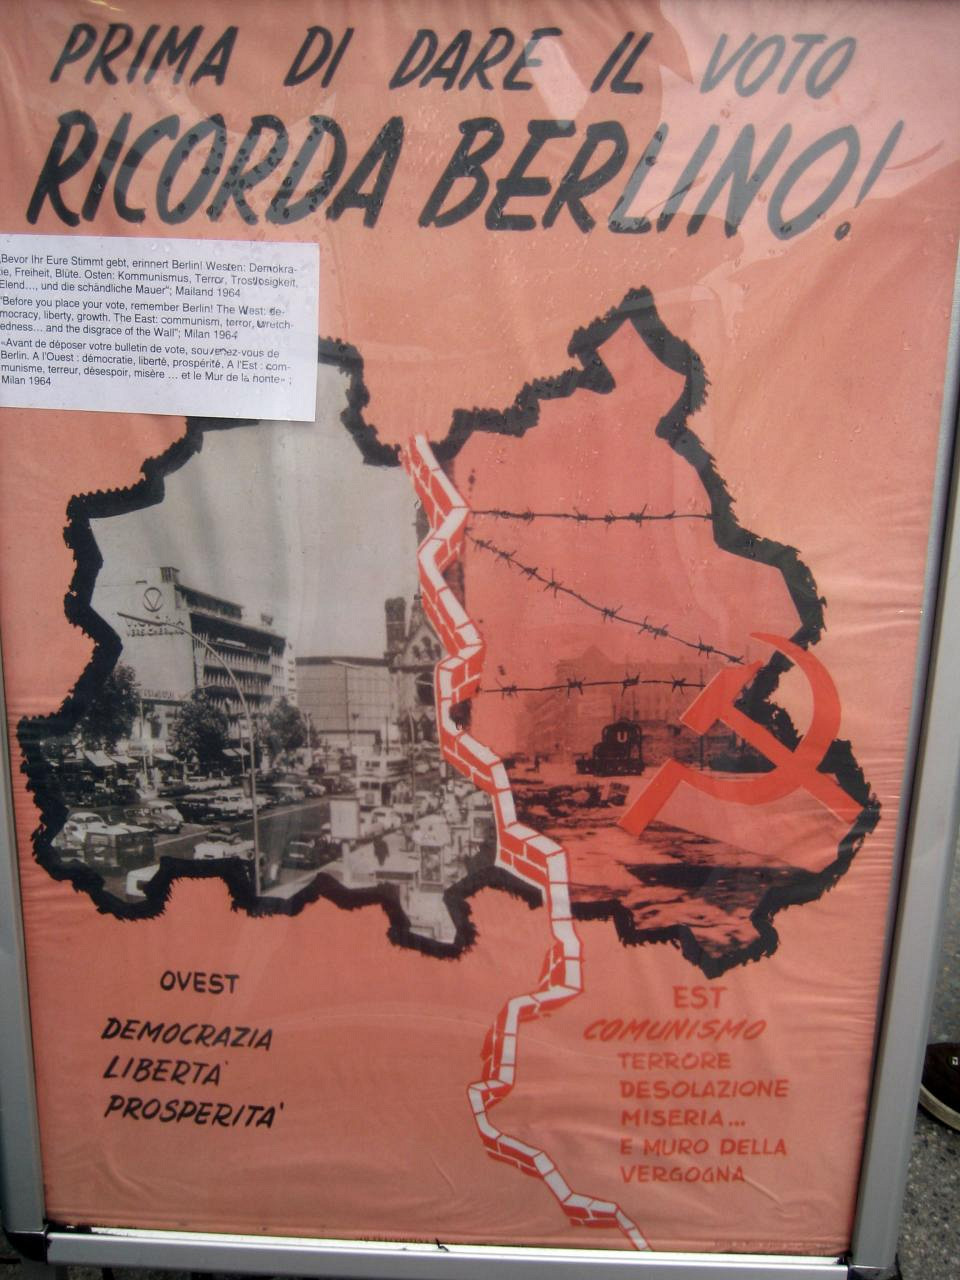 PRIMA DI DARE IL VOTO
RICORDA BERLINO!
Bevor Ihr Eure Stimmt gebt, erinnert Berlin! Westen: Demokra-
tie, Freiheit, Blüte. Osten: Kommunismus, Terror, Trostlosigkeit,
Elend..., und die schändliche Mauer"; Mailand 1964
"Before you place your vote, remember Berlin! The West: de-
mocracy, liberty, growth. The East: communism, terror, wretch-
edness... and the disgrace of the Wall"; Milan 1964
«Avant de déposer votre bulletin de vote, souvenez-vous de
Berlin. A l'Ouest : démocratie, liberté, prospérité. A l'Est : com-
munisme, terreur, désespoir, misère ... et le Mur de la honte» ;
Milan 1964
VERSICHERUNG
U
OVEST
DEMOCRAZIA
LIBERTA'
PROSPERITA'
EST
COMUNISMO
TERRORE
DESOLAZIONE
MISERIA...
E MURO DELLA
VERGOGNA